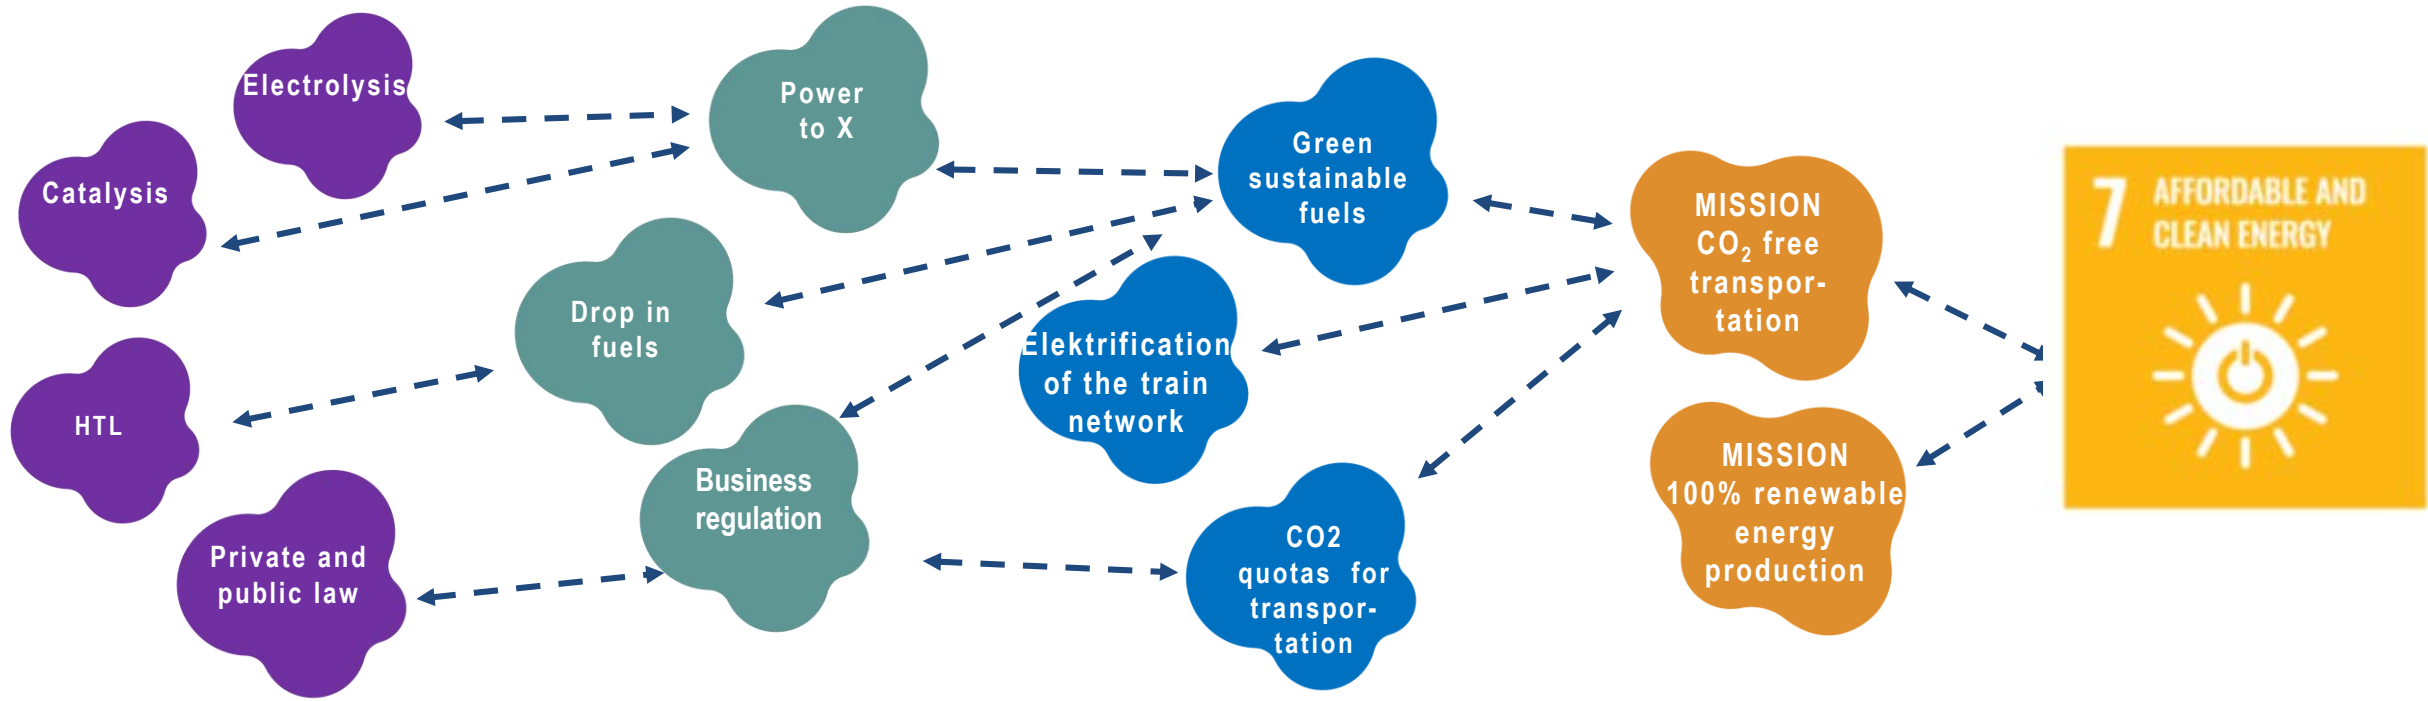 Electrolysis
Catalysis
HTL
Private and
public law
Power
to X
Drop in
fuels
Business
regulation
Green
sustainable
fuels
Elektrification
of the train
network
CO2
quotas for
transpor-
tation
MISSION
CO₂ free
transpor-
tation
MISSION
100% renewable
energy
production
7 AFFORDABLE AND
CLEAN ENERGY